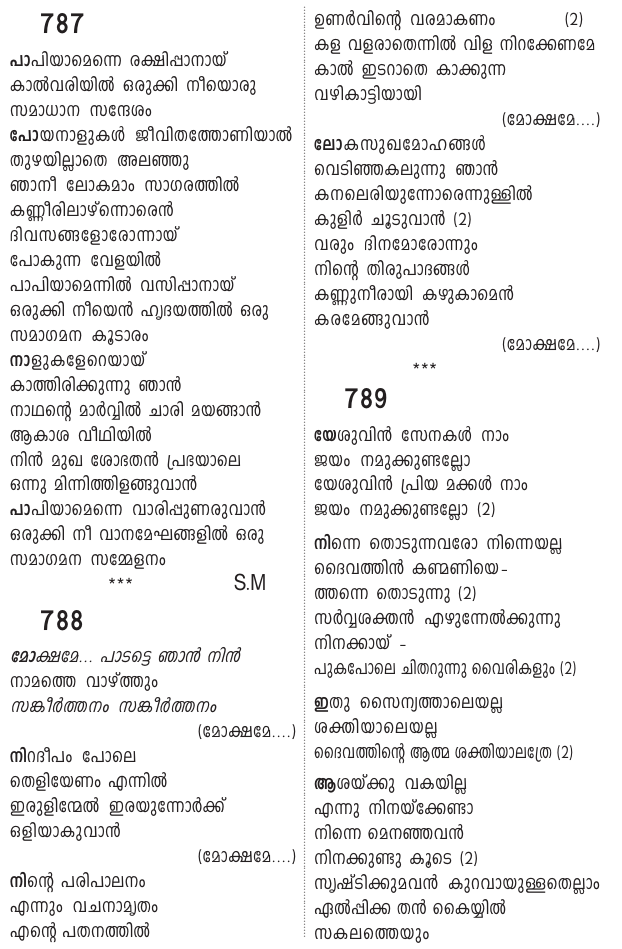 787
പാപിയാമെന്നെ രക്ഷിപ്പാനായ്
കാൽവരിയിൽ ഒരുക്കി നീയൊരു
സമാധാന സന്ദേശം
പോയനാളുകൾ ജീവിതത്തോണിയാൽ
തുഴയില്ലാതെ അലഞ്ഞു
ഞാനീ ലോകമാം സാഗരത്തിൽ
കണ്ണീരിലാഴ്ന്നൊരെൻ
ദിവസങ്ങളോരോന്നായ്
പോകുന്ന വേളയിൽ
പാപിയാമെന്നിൽ വസിപ്പാനായ്
ഒരുക്കി നീയെൻ ഹൃദയത്തിൽ ഒരു
സമാഗമന കൂടാരം
നാളുകളേറെയായ്
കാത്തിരിക്കുന്നു ഞാൻ
നാഥന്റെ മാർവ്വിൽ ചാരി മയങ്ങാൻ
ആകാശ വീഥിയിൽ
നിൻ മുഖ ശോഭതൻ പ്രഭയാലെ
ഒന്നു മിന്നിത്തിളങ്ങുവാൻ
പാപിയാമെന്നെ വാരിപ്പുണരുവാൻ
ഒരുക്കി നീ വാനമേഘങ്ങളിൽ ഒരു
സമാഗമന സമ്മേളനം
*** S.M
788
മോക്ഷമേ... പാടട്ടെ ഞാൻ നിൻ
നാമത്തെ വാഴ്ത്തും
സങ്കീർത്തനം സങ്കീർത്തനം
(മോക്ഷമേ....)
നിറദീപം പോലെ
തെളിയേണം എന്നിൽ
ഇരുളിന്മേൽ ഇരയുന്നോർക്ക്
ഒളിയാകുവാൻ
(മോക്ഷമേ....)
നിന്റെ പരിപാലനം
എന്നും വചനാമൃതം
എന്റെ പതനത്തിൽ
ഉണർവിന്റെ വരമാകണം (2)
കള വളരാതെന്നിൽ വിള നിറക്കേണമേ
കാൽ ഇടറാതെ കാക്കുന്ന
വഴികാട്ടിയായി
(മോക്ഷമേ....)
ലോകസുഖമോഹങ്ങൾ
വെടിഞ്ഞകലുന്നു ഞാൻ
കനലെരിയുന്നോരെന്നുള്ളിൽ
കുളിർ ചൂടുവാൻ (2)
വരും ദിനമോരോന്നും
നിന്റെ തിരുപാദങ്ങൾ
കണ്ണുനീരായി കഴുകാമെൻ
കരമേങ്ങുവാൻ
(മോക്ഷമേ....)
***
789
യേശുവിൻ സേനകൾ നാം
ജയം നമുക്കുണ്ടല്ലോ
യേശുവിൻ പ്രിയ മക്കൾ നാം
ജയം നമുക്കുണ്ടല്ലോ (2)
നിന്നെ തൊടുന്നവരോ നിന്നെയല്ല
ദൈവത്തിൻ കണ്മണിയെ-
ത്തന്നെ തൊടുന്നു (2)
സർവ്വശക്തൻ എഴുന്നേൽക്കുന്നു
നിനക്കായ് -
പുകപോലെ ചിതറുന്നു വൈരികളും (2)
ഇതു സൈന്യത്താലെയല്ല
ശക്തിയാലെയല്ല
ദൈവത്തിന്റെ ആത്മ ശക്തിയാലത്രേ (2)
ആശയ്ക്കു വകയില്ല
എന്നു നിനയ്ക്കേണ്ടാ
നിന്നെ മെനഞ്ഞവൻ
നിനക്കുണ്ടു കൂടെ (2)
സൃഷ്ടിക്കുമവൻ കുറവായുള്ളതെല്ലാം
ഏൽപ്പിക്ക തൻ കൈയ്യിൽ
സകലത്തെയും